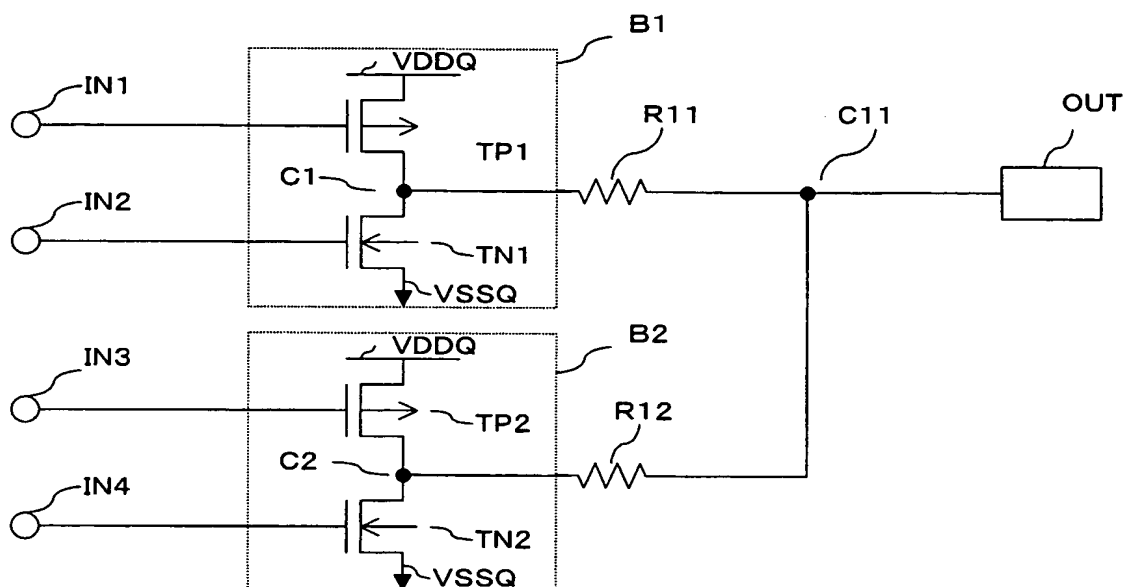 B1
VDDQ
IN1
OUT
R11
C11
TP1
C1
IN2
TN1
VSSQ
B2
VDDQ
IN3
TP2
R12
C2
IN4
TN2
VSSQ